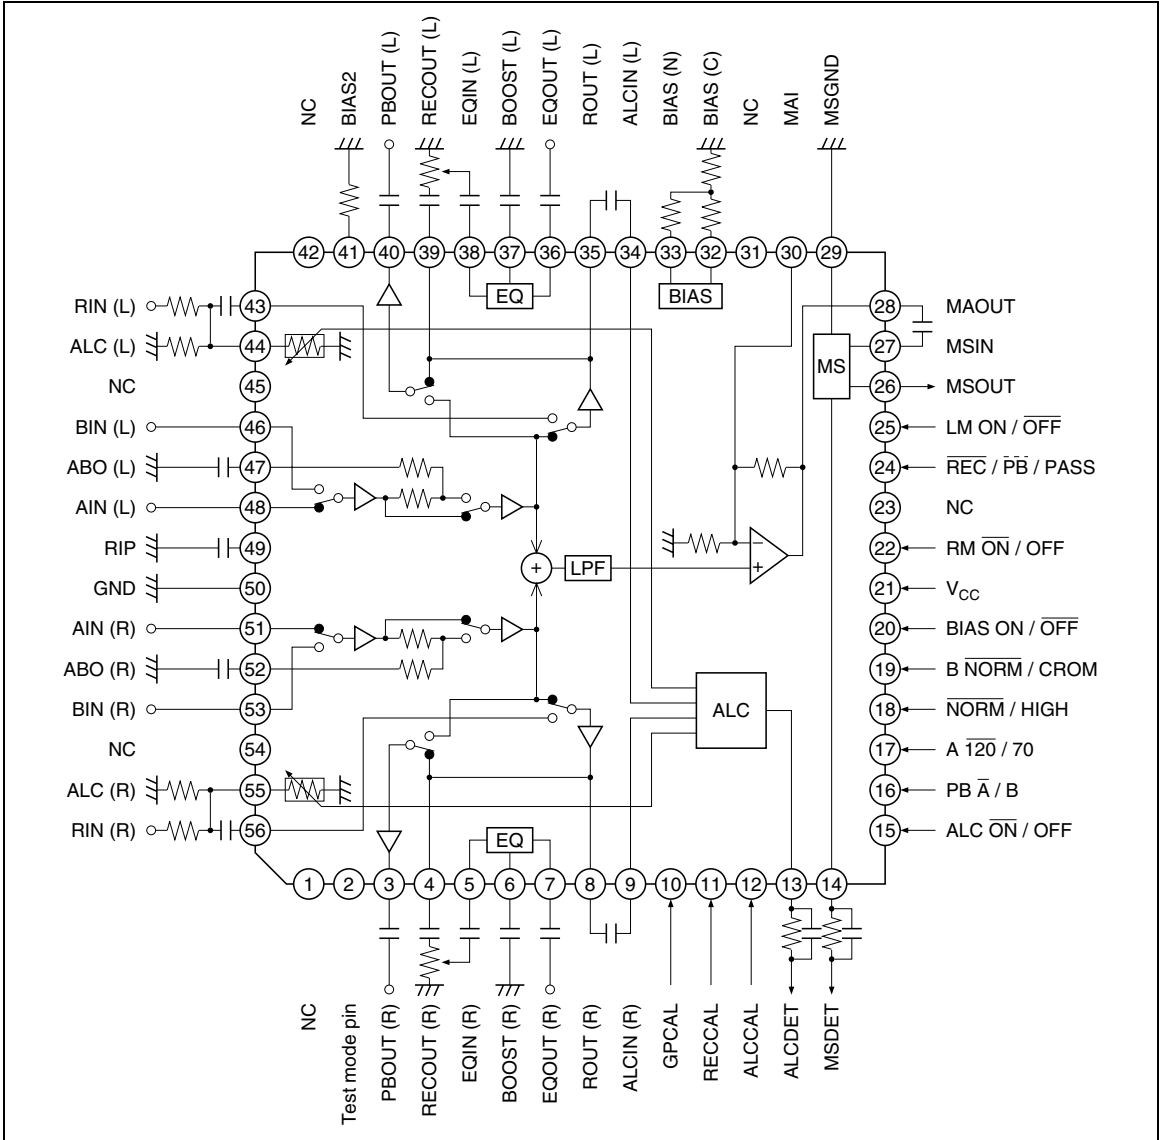 NC
BIAS2
PBOUT (L)
RECOUT (L)
EQIN (L)
BOOST (L)
EQOUT (L)
ROUT (L)
ALCIN (L)
BIAS (N)
BIAS (C)
NC
MAI
MSGND
42
41
40
39
38
37
36
35
34
33
32
31
30
29
EQ
BIAS
RIN (L)
43
ALC (L)
44
NC
45
BIN (L)
46
ABO (L)
47
AIN (L)
48
RIP
49
GND
50
AIN (R)
51
ABO (R)
52
BIN (R)
53
NC
54
ALC (R)
55
RIN (R)
56
28
MAOUT
27
MSIN
MS
26
MSOUT
25
LM ON / OFF
24
REC / PB / PASS
23
NC
22
RM ON / OFF
21
VCC
20
BIAS ON / OFF
19
B NORM / CROM
18
NORM / HIGH
17
A 120 / 70
16
PB A / B
15
ALC ON / OFF
+
LPF
−
+
ALC
EQ
1
2
3
4
5
6
7
8
9
10
11
12
13
14
NC
Test mode pin
PBOUT (R)
RECOUT (R)
EQIN (R)
BOOST (R)
EQOUT (R)
ROUT (R)
ALCIN (R)
GPCAL
RECCAL
ALCCAL
ALCDET
MSDET